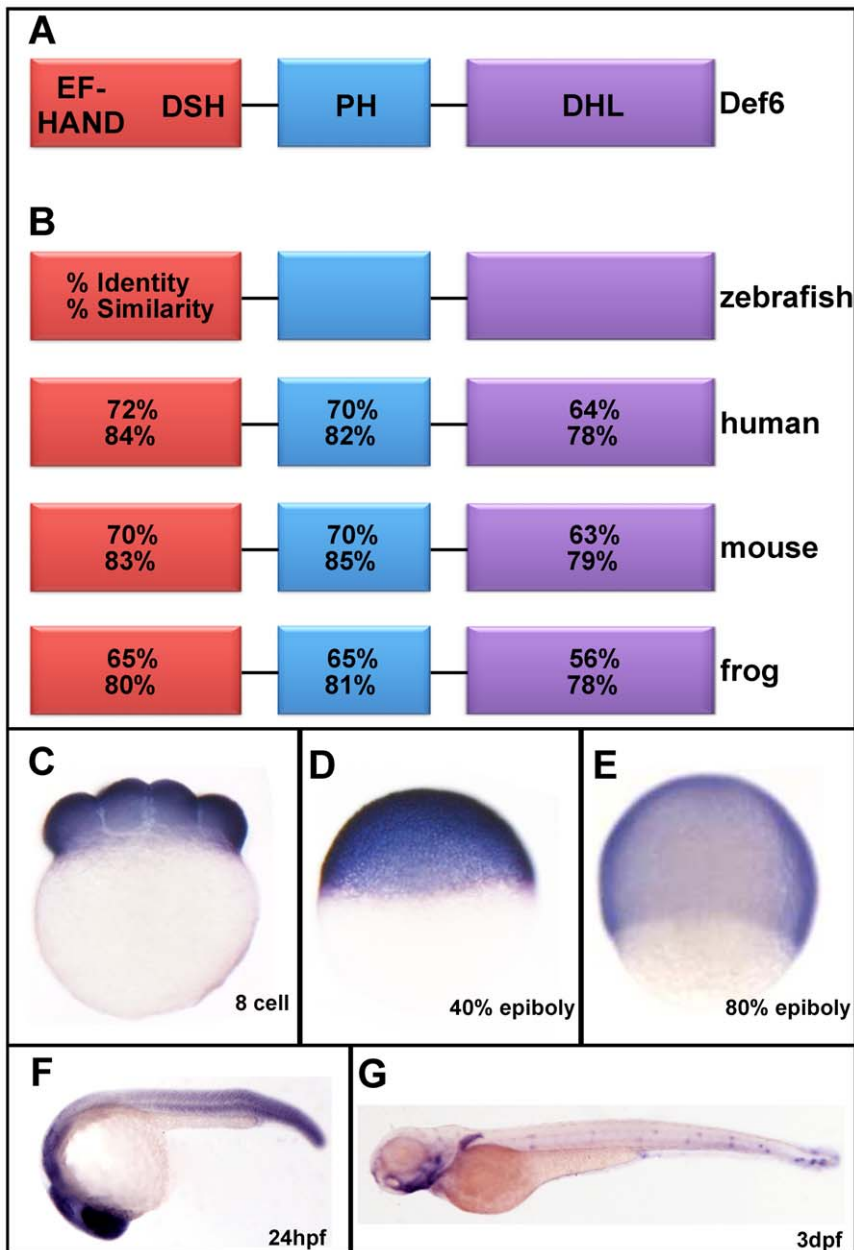 A
EF-
HAND
DSH
PH
DHL
Def6
B
% Identity
% Similarity
zebrafish
72%
84%
70%
82%
64%
78%
human
70%
83%
70%
85%
63%
79%
mouse
65%
80%
65%
81%
56%
78%
frog
C
8 cell
D
40% epiboly
E
80% epiboly
F
24hpf
G
3dpf